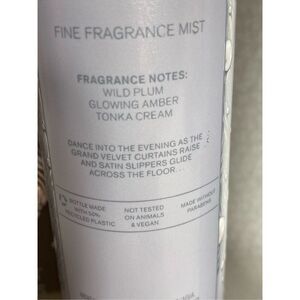 FINE FRAGRANCE MIST
FRAGRANCE NOTES:
WILD PLUM
GLOWING AMBER
TONKA CREAM
DANCE INTO THE EVENING AS THE
GRAND VELVET CURTAINS RAISE
AND SATIN SLIPPERS GLIDE
ACROSS THE FLOOR...
BOTTLE MADE
WITH 50%
RECYCLED PLASTIC
NOT TESTED
ON ANIMALS
& VEGAN
MADE WITHOUT
PARABENS